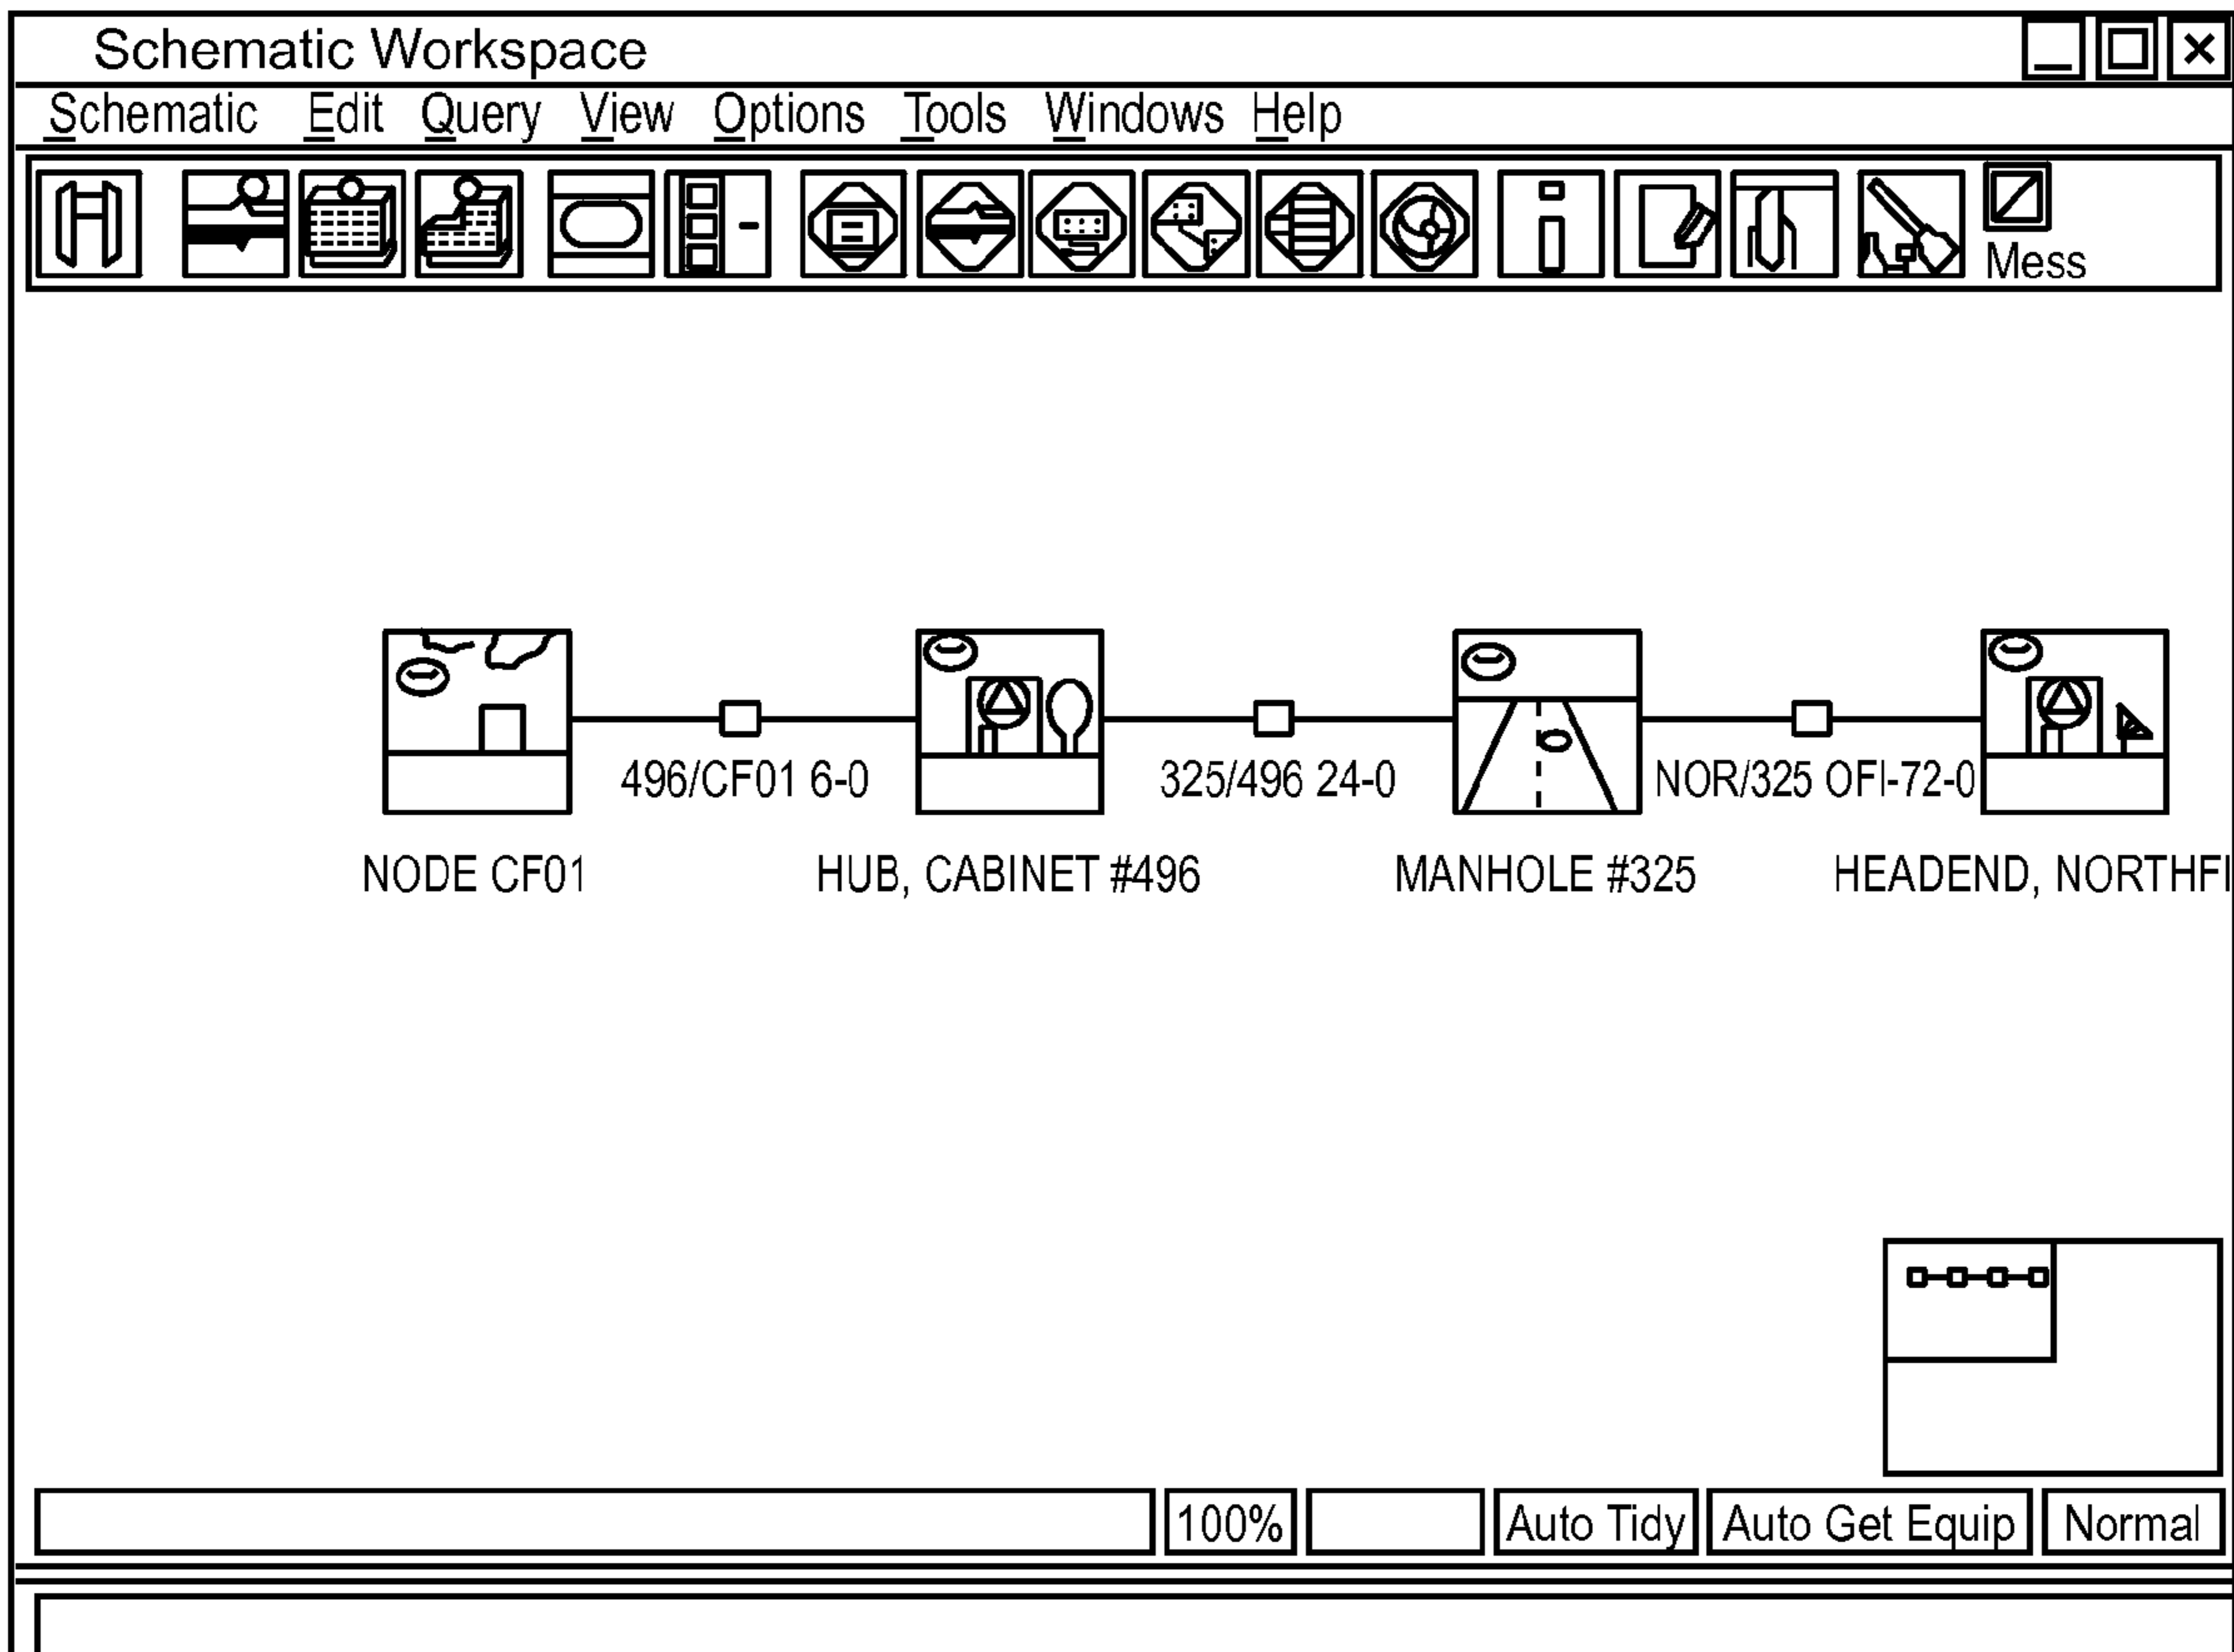 Schematic Workspace
Schematic Edit Query View Options Tools Windows Help
Mess
496/CF01 6-0 325/496 24-0 NOR/325 OFI-72-0
NODE CF01 HUB, CABINET #496 MANHOLE #325 HEADEND, NORTHFI
100% Auto Tidy Auto Get Equip Normal